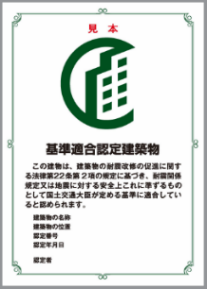 見本
基準適合認定建築物
この建物は、建築物の耐震改修の促進に関す
る法律第22条第２項の規定に基づき、耐震関係
規定又は地震に対する安全上これに準ずるもの
として国土交通大臣が定める基準に適合してい
ると認められます。
建築物の名称
建築物の位置
認定番号
認定年月日
認定者